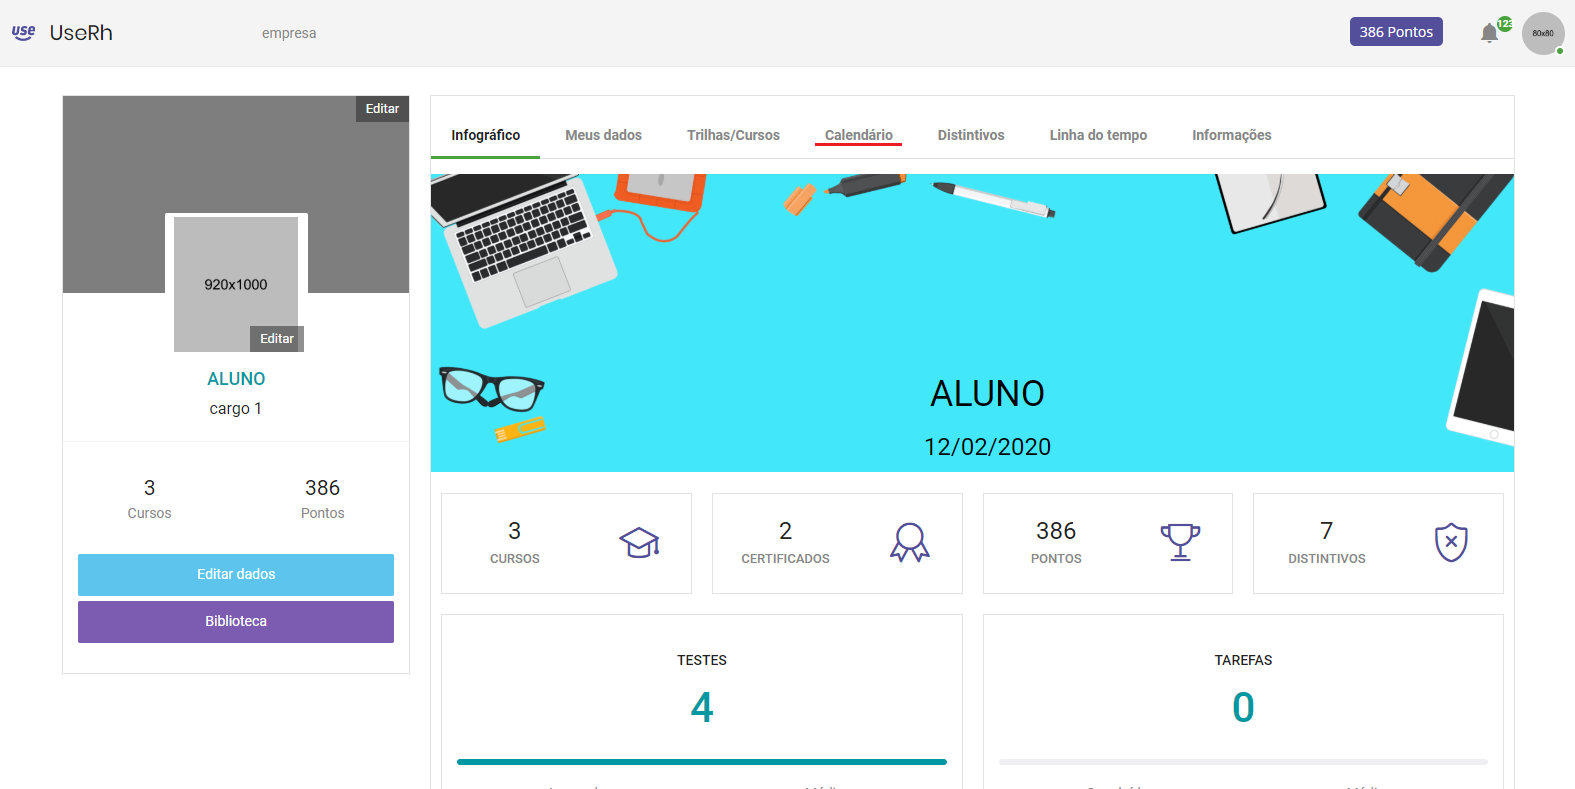 use UseRh
empresa
386 Pontos
123
80x80
Editar
920x1000
Editar
ALUNO
cargo 1
3
Cursos
386
Pontos
Editar dados
Biblioteca
Infográfico Meus dados Trilhas/Cursos Calendário Distintivos Linha do tempo Informações
ALUNO
12/02/2020
3
CURSOS
2
CERTIFICADOS
386
PONTOS
7
DISTINTIVOS
TESTES
4
TAREFAS
0